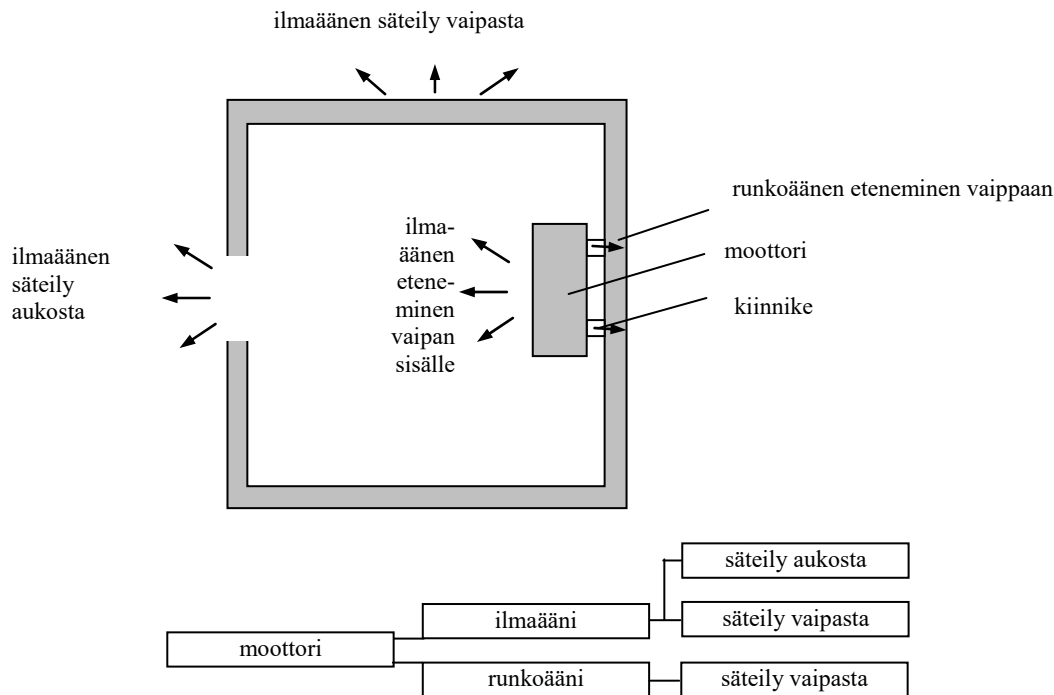 ilmaäänen säteily vaipasta
runkoäänen eteneminen vaippaan
ilma-
äänen
etene-
minen
vaipan
sisälle
ilmaäänen
säteily
aukosta
moottori
kiinnike
säteily aukosta
ilmaääni
säteily vaipasta
moottori
runkoääni
säteily vaipasta